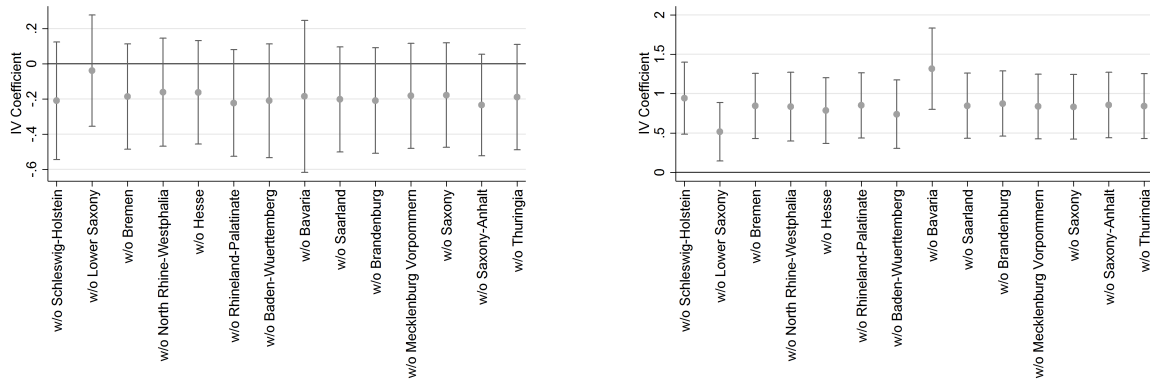 IV Coefficient
.2
0
-.2
-.4
-.6
w/o Schleswig-Holstein
w/o Lower Saxony
w/o Bremen
w/o North Rhine-Westphalia
w/o Hesse
w/o Rhineland-Palatinate
w/o Baden-Wuerttemberg
w/o Bavaria
w/o Saarland
w/o Brandenburg
w/o Mecklenburg Vorpommern
w/o Saxony
w/o Saxony-Anhalt
w/o Thuringia
IV Coefficient
2
1.5
1
.5
0
w/o Schleswig-Holstein
w/o Lower Saxony
w/o Bremen
w/o North Rhine-Westphalia
w/o Hesse
w/o Rhineland-Palatinate
w/o Baden-Wuerttemberg
w/o Bavaria
w/o Saarland
w/o Brandenburg
w/o Mecklenburg Vorpommern
w/o Saxony
w/o Saxony-Anhalt
w/o Thuringia